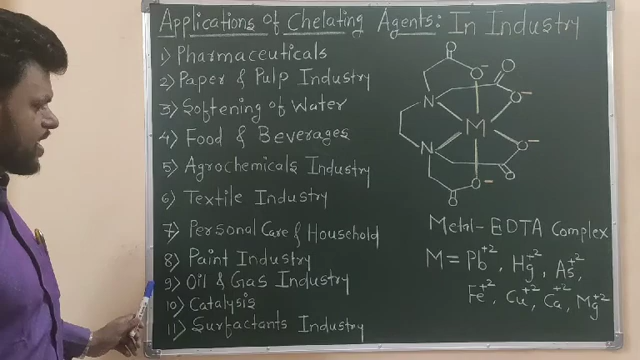 Applications of Chelating Agents: In Industry
1) Pharmaceuticals
2) Paper & Pulp Industry
3) Softening of Water
4) Food & Beverages
5) Agrochemicals Industry
6) Textile Industry
7) Personal Care & Household
8) Paint Industry
9) Oil & Gas Industry
10) Catalysis
11) Surfactants Industry
O
O⁻
O
O⁻
N
M
N
O⁻
O
O⁻
O
Metal-EDTA Complex
M = Pb⁺², Hg⁺², As⁺²,
Fe⁺², Cu⁺², Ca⁺², Mg⁺²